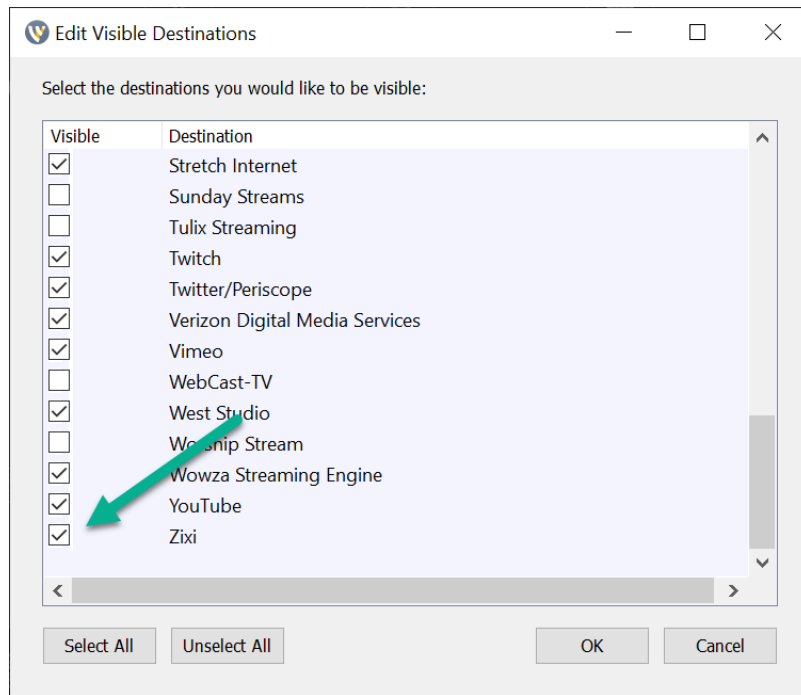 Edit Visible Destinations
Select the destinations you would like to be visible:
Visible Destination
Stretch Internet
Sunday Streams
Tulix Streaming
Twitch
Twitter/Periscope
Verizon Digital Media Services
Vimeo
WebCast-TV
West Studio
Worship Stream
Wowza Streaming Engine
YouTube
Zixi
Select All Unselect All OK Cancel